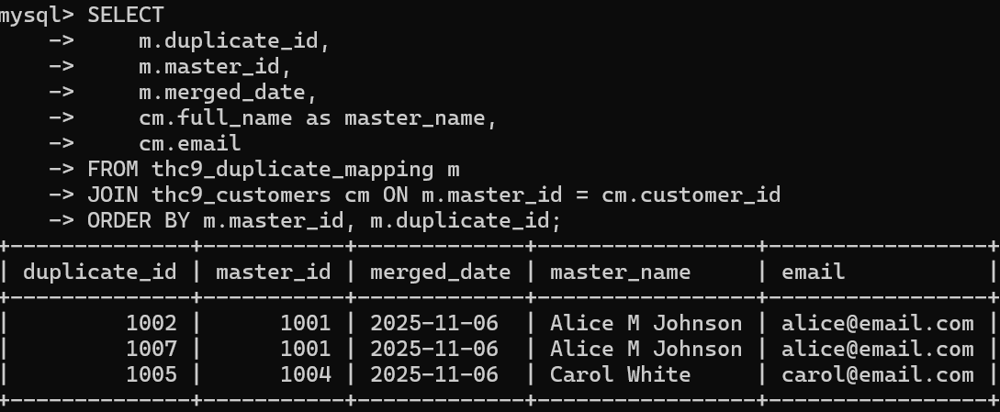 mysql> SELECT
    ->     m.duplicate_id,
    ->     m.master_id,
    ->     m.merged_date,
    ->     cm.full_name as master_name,
    ->     cm.email
    -> FROM thc9_duplicate_mapping m
    -> JOIN thc9_customers cm ON m.master_id = cm.customer_id
    -> ORDER BY m.master_id, m.duplicate_id;
+--------------+-----------+-------------+-----------------+-----------------+
| duplicate_id | master_id | merged_date | master_name     | email           |
+--------------+-----------+-------------+-----------------+-----------------+
|         1002 |      1001 | 2025-11-06  | Alice M Johnson | alice@email.com |
|         1007 |      1001 | 2025-11-06  | Alice M Johnson | alice@email.com |
|         1005 |      1004 | 2025-11-06  | Carol White     | carol@email.com |
+--------------+-----------+-------------+-----------------+-----------------+